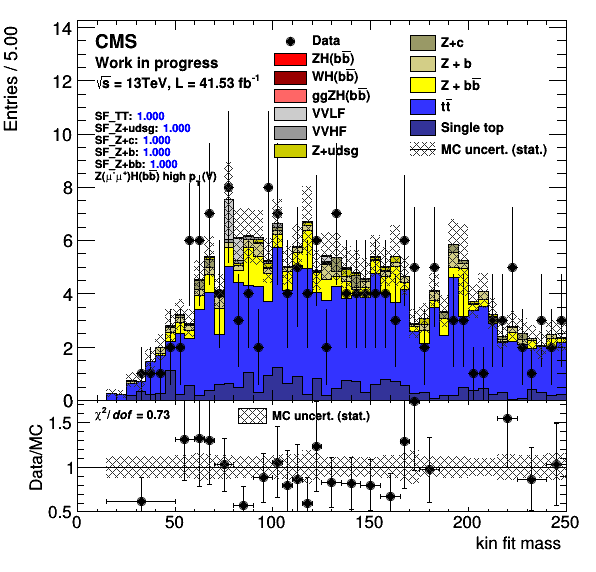 CMS
Work in progress
√s = 13TeV, L = 41.53 fb⁻¹
SF_TT: 1.000
SF_Z+udsg: 1.000
SF_Z+c: 1.000
SF_Z+b: 1.000
SF_Z+bb: 1.000
Z(μ⁻μ⁺)H(bb̅) high p_T(V)
Data
ZH(bb̅)
WH(bb̅)
ggZH(bb̅)
VVLF
VVHF
Z+udsg
Z+c
Z + b
Z + bb̅
tt̅
Single top
MC uncert. (stat.)
Entries / 5.00
14
12
10
8
6
4
2
0
χ²/dof = 0.73
MC uncert. (stat.)
Data/MC
1.5
1
0.5
0 50 100 150 200 250
kin fit mass